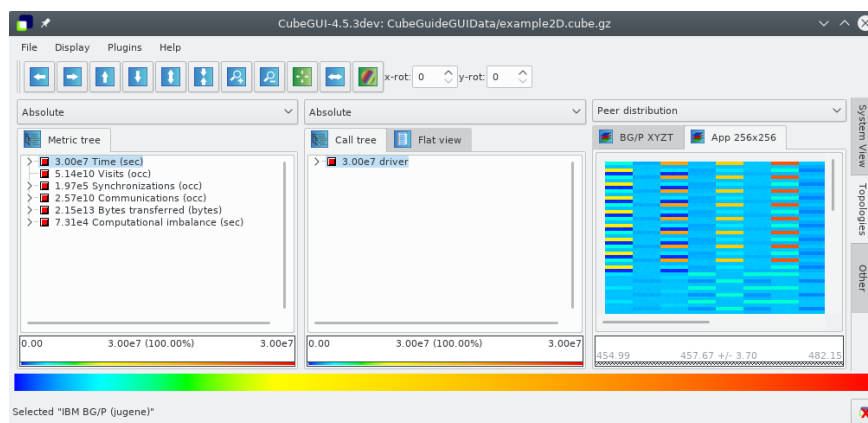 CubeGUI-4.5.3dev: CubeGuideGUIData/example2D.cube.gz
File Display Plugins Help
x-rot: 0 y-rot: 0
Absolute
Absolute
Peer distribution
Metric tree
Call tree
Flat view
BG/P XYZT
App 256x256
3.00e7 Time (sec)
5.14e10 Visits (occ)
1.97e5 Synchronizations (occ)
2.57e10 Communications (occ)
2.15e13 Bytes transferred (bytes)
7.31e4 Computational imbalance (sec)
3.00e7 driver
System View
Topologies
Other
0.00 3.00e7 (100.00%) 3.00e7
0.00 3.00e7 (100.00%) 3.00e7
454.99 457.67 +/- 3.70 482.15
Selected "IBM BG/P (jugene)"